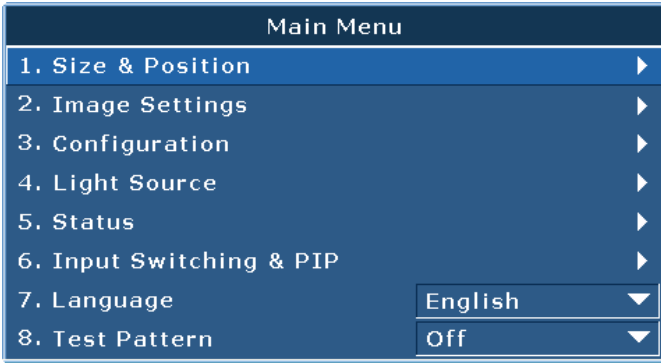 Main Menu
1. Size & Position
2. Image Settings
3. Configuration
4. Light Source
5. Status
6. Input Switching & PIP
7. Language English
8. Test Pattern Off